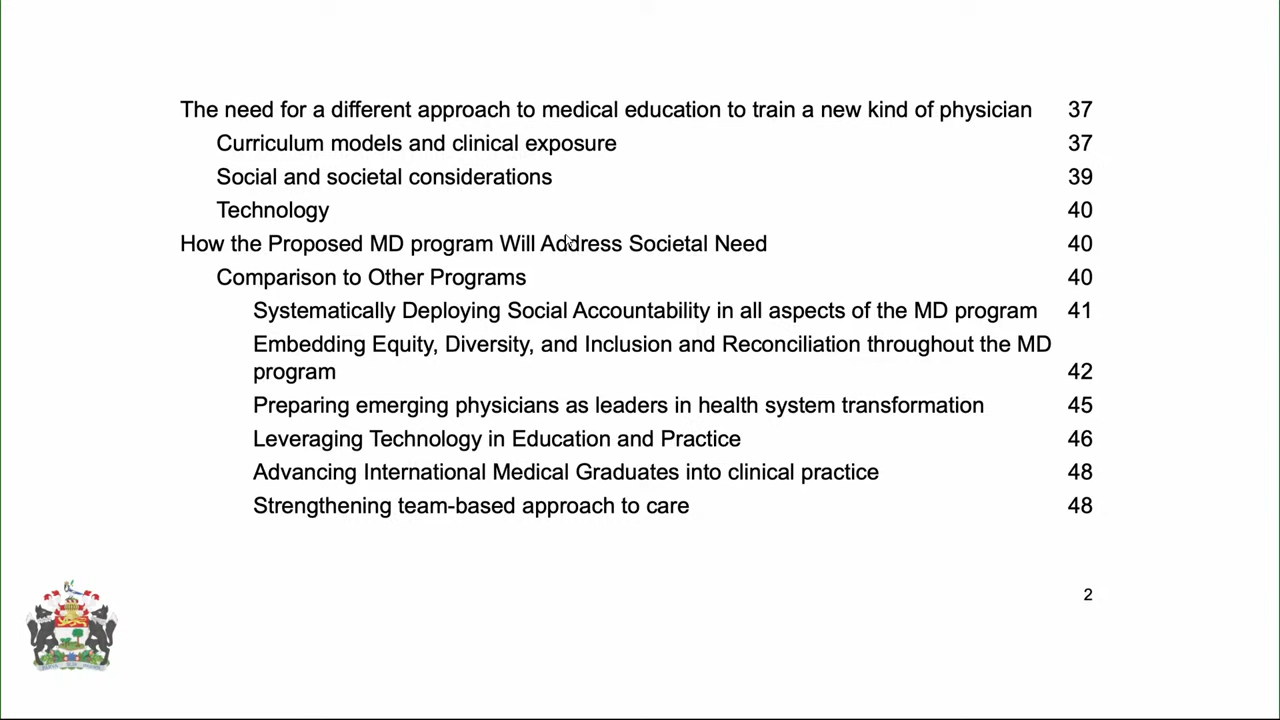 The need for a different approach to medical education to train a new kind of physician 37
Curriculum models and clinical exposure 37
Social and societal considerations 39
Technology 40
How the Proposed MD program Will Address Societal Need 40
Comparison to Other Programs 40
Systematically Deploying Social Accountability in all aspects of the MD program 41
Embedding Equity, Diversity, and Inclusion and Reconciliation throughout the MD
program 42
Preparing emerging physicians as leaders in health system transformation 45
Leveraging Technology in Education and Practice 46
Advancing International Medical Graduates into clinical practice 48
Strengthening team-based approach to care 48
2